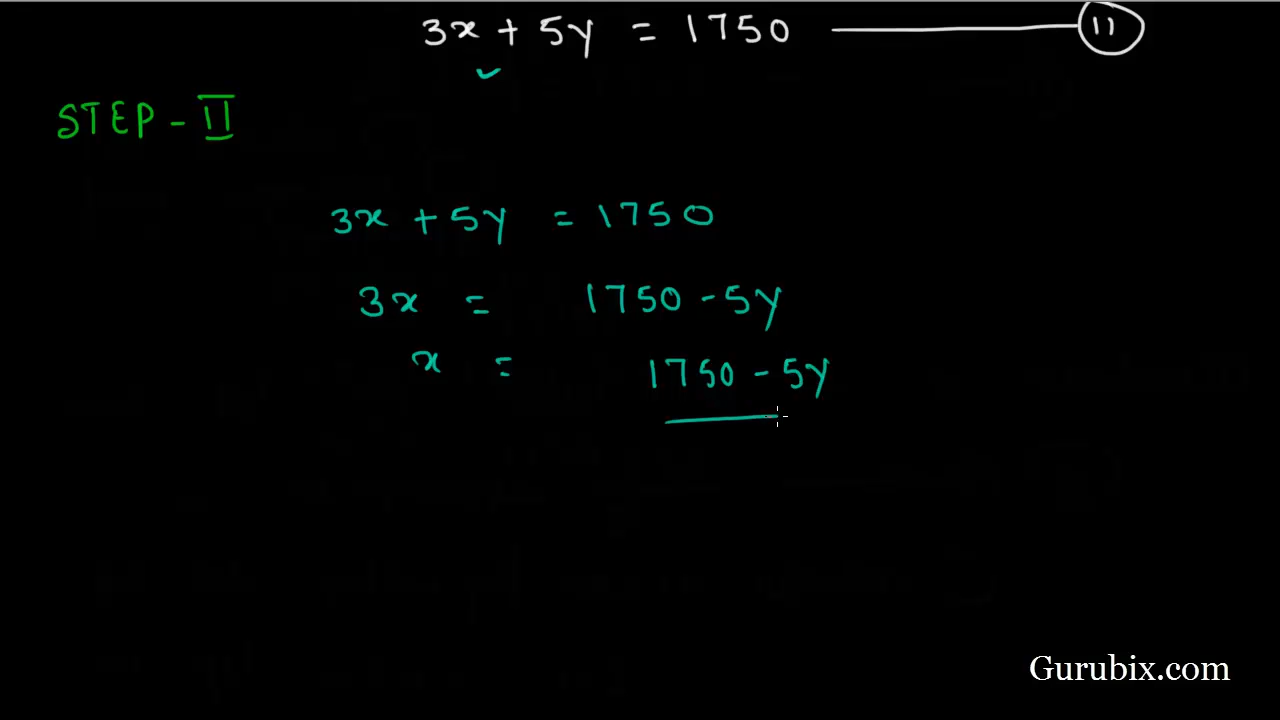 3x + 5y = 1750 ——— 11
STEP - II
3x + 5y = 1750
3x = 1750 - 5y
x = 1750 - 5y
Gurubix.com